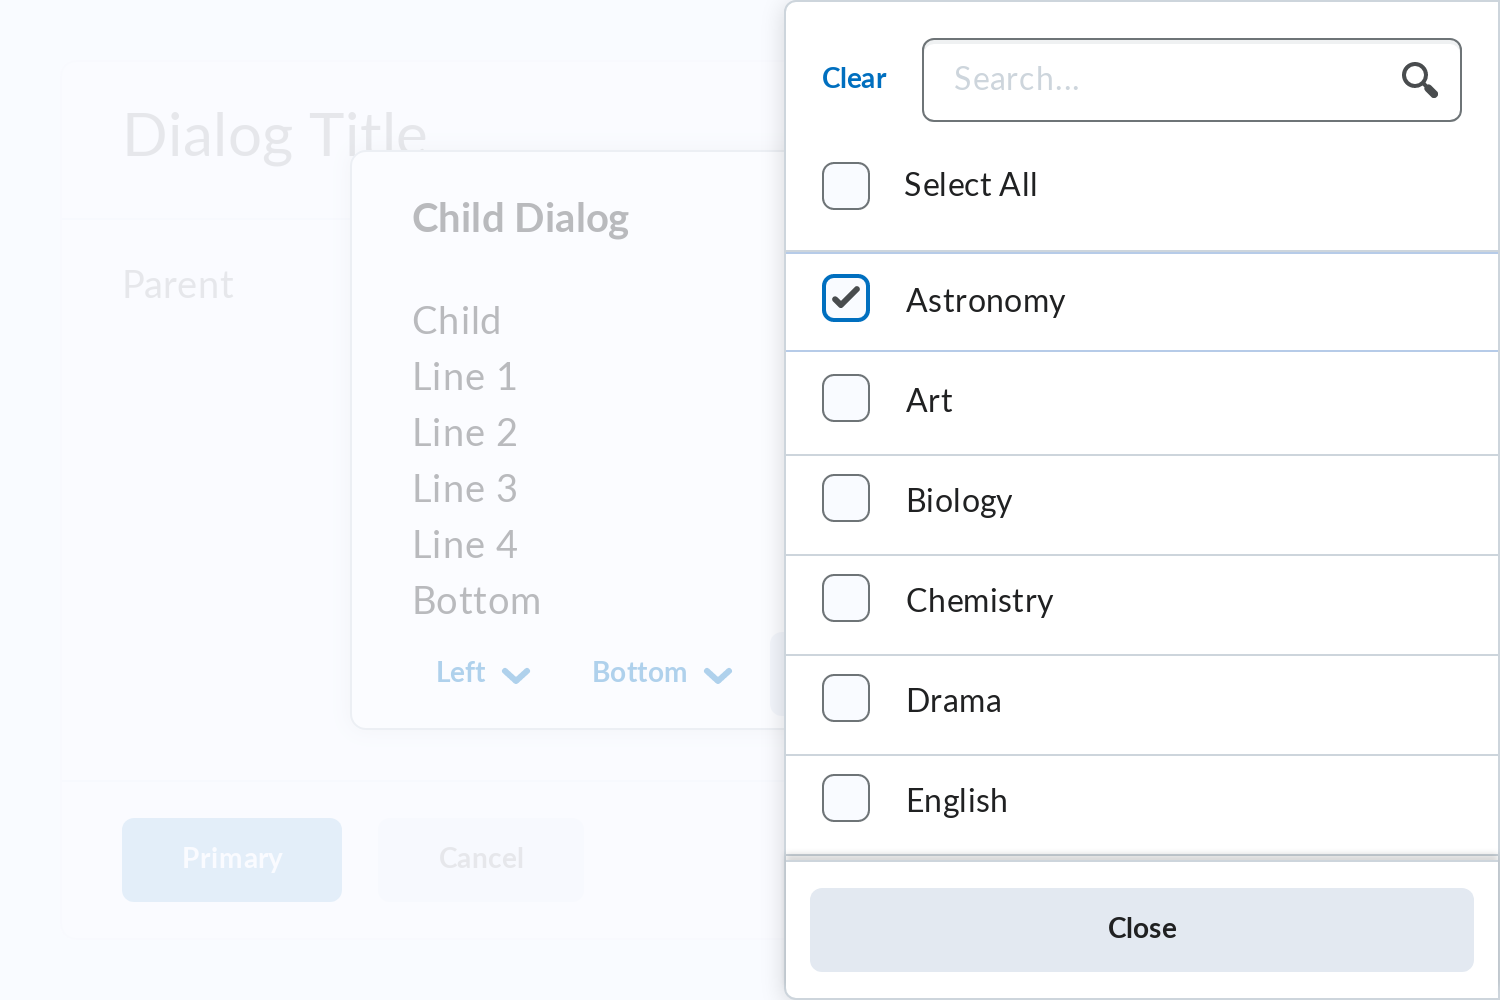 Dialog Title
Parent
Child Dialog
Child
Line 1
Line 2
Line 3
Line 4
Bottom
Left
Bottom
Primary
Cancel
Clear
Search...
Select All
Astronomy
Art
Biology
Chemistry
Drama
English
Close